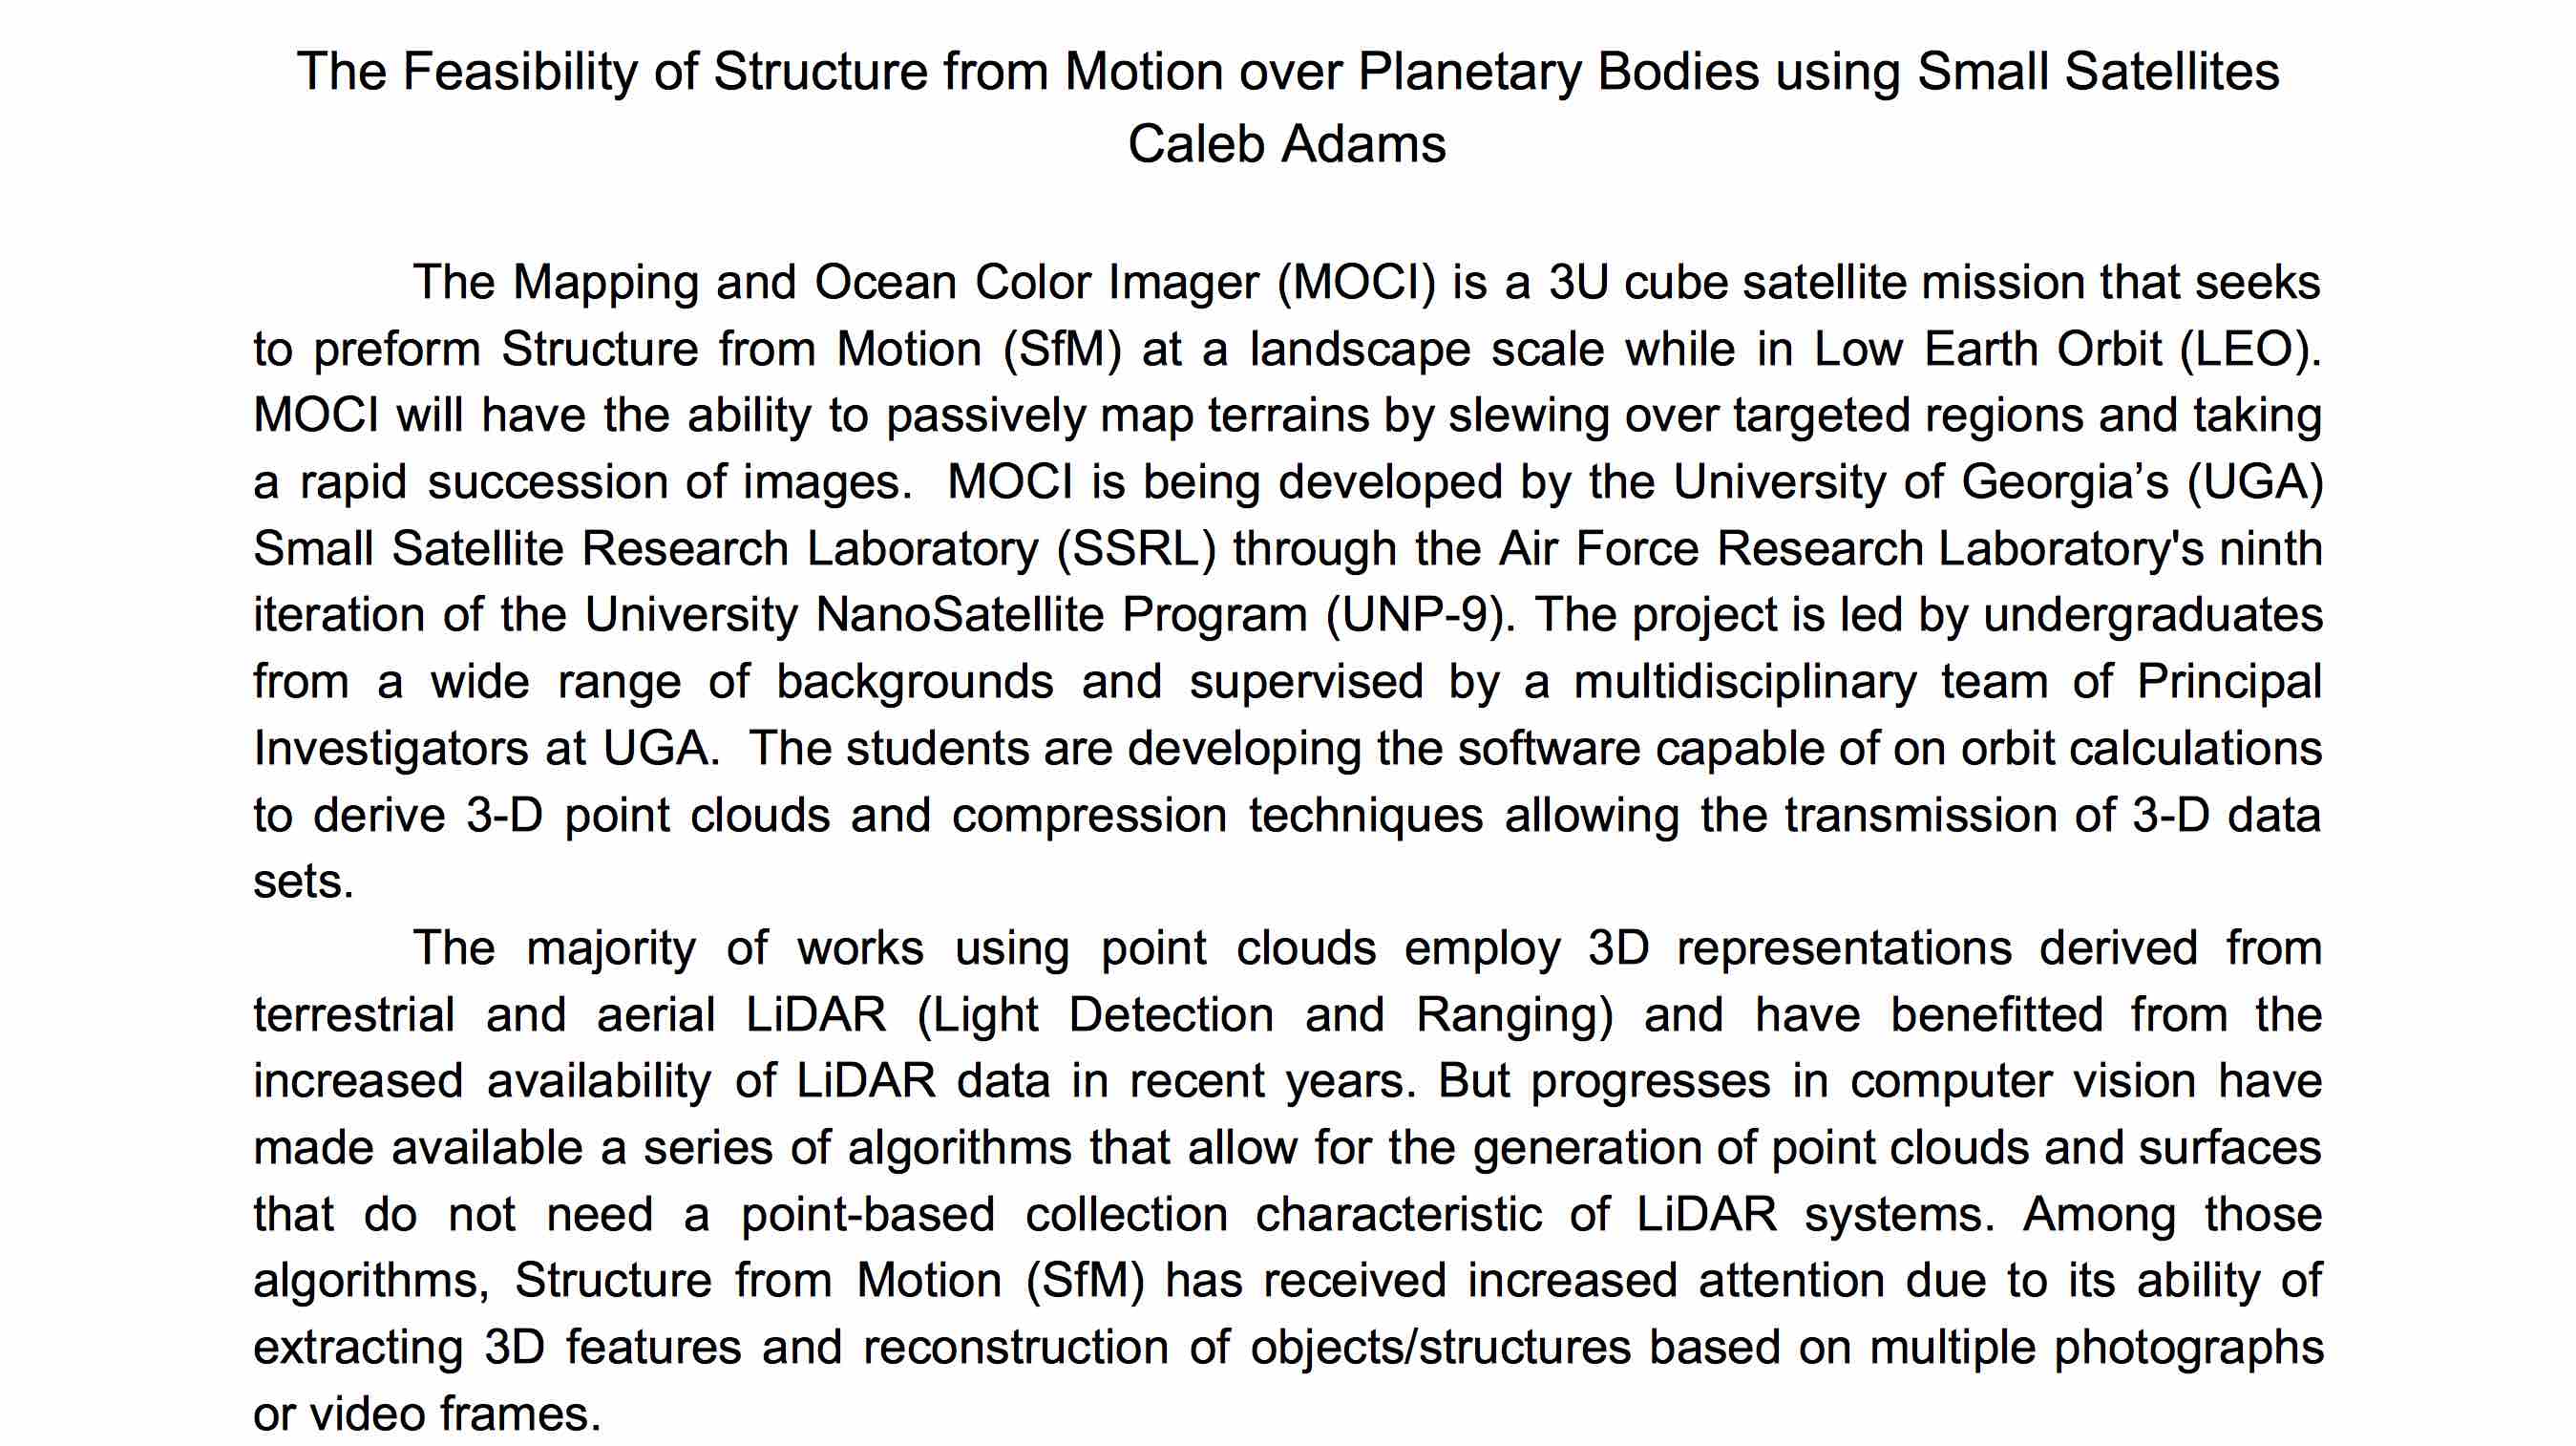 The Feasibility of Structure from Motion over Planetary Bodies using Small Satellites
Caleb Adams
The Mapping and Ocean Color Imager (MOCI) is a 3U cube satellite mission that seeks
to preform Structure from Motion (SfM) at a landscape scale while in Low Earth Orbit (LEO).
MOCI will have the ability to passively map terrains by slewing over targeted regions and taking
a rapid succession of images.  MOCI is being developed by the University of Georgia’s (UGA)
Small Satellite Research Laboratory (SSRL) through the Air Force Research Laboratory's ninth
iteration of the University NanoSatellite Program (UNP-9). The project is led by undergraduates
from a wide range of backgrounds and supervised by a multidisciplinary team of Principal
Investigators at UGA.  The students are developing the software capable of on orbit calculations
to derive 3-D point clouds and compression techniques allowing the transmission of 3-D data
sets.
The majority of works using point clouds employ 3D representations derived from
terrestrial and aerial LiDAR (Light Detection and Ranging) and have benefitted from the
increased availability of LiDAR data in recent years. But progresses in computer vision have
made available a series of algorithms that allow for the generation of point clouds and surfaces
that do not need a point-based collection characteristic of LiDAR systems. Among those
algorithms, Structure from Motion (SfM) has received increased attention due to its ability of
extracting 3D features and reconstruction of objects/structures based on multiple photographs
or video frames.